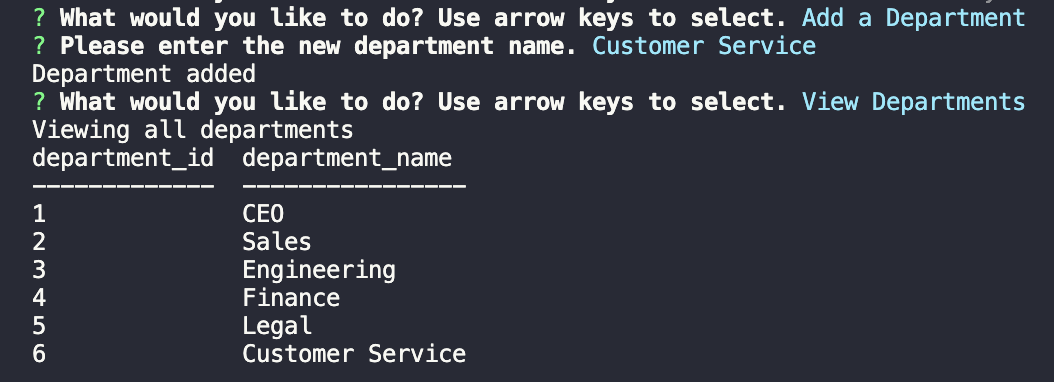 ? What would you like to do? Use arrow keys to select. Add a Department
? Please enter the new department name. Customer Service
Department added
? What would you like to do? Use arrow keys to select. View Departments
Viewing all departments
department_id  department_name
-------------  ----------------
1              CEO
2              Sales
3              Engineering
4              Finance
5              Legal
6              Customer Service